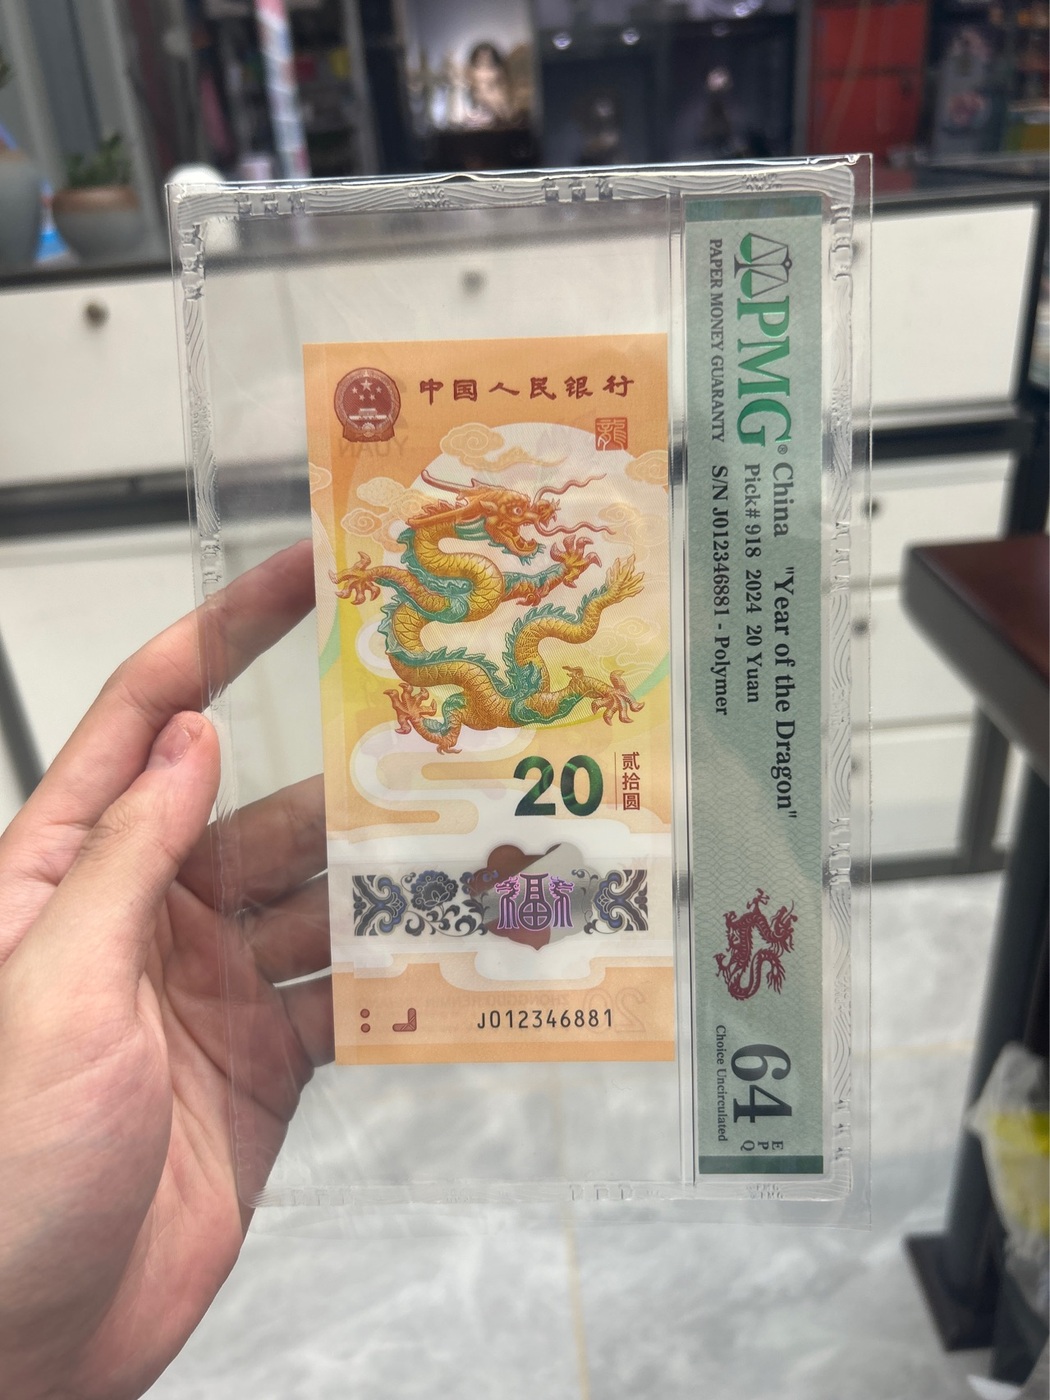 中国人民银行
龍
20
贰拾圆
福
J012346881
PMG®
PAPER MONEY GUARANTY
China "Year of the Dragon"
Pick# 918 2024 20 Yuan
S/N J012346881 - Polymer
64 EPQ
Choice Uncirculated